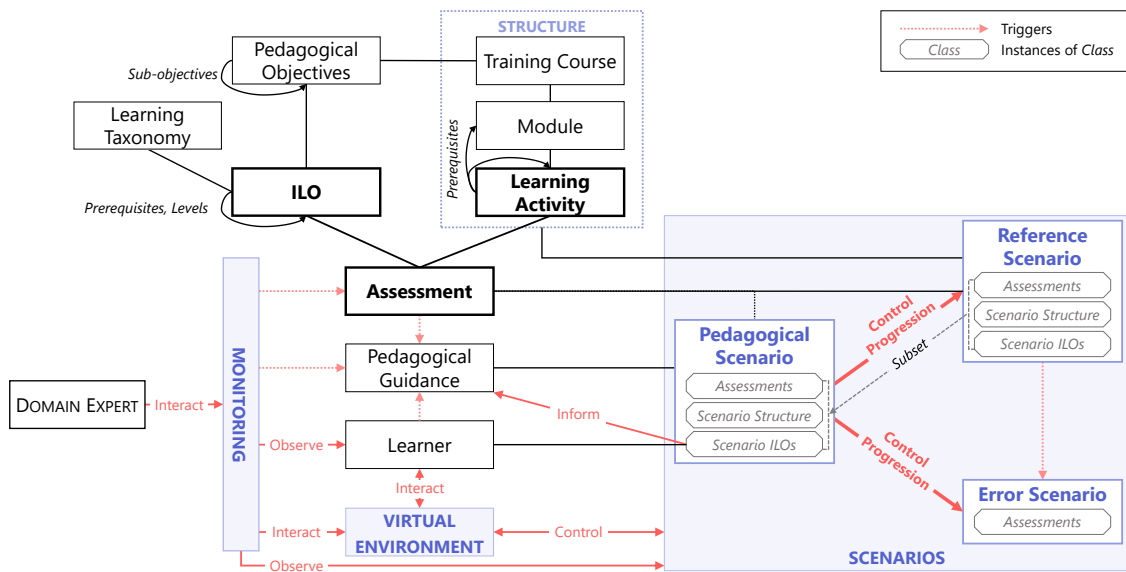 STRUCTURE
Pedagogical
Objectives
Sub-objectives
Training Course
Triggers
Class
Instances of Class
Learning
Taxonomy
Module
Prerequisites
ILO
Learning
Activity
Prerequisites, Levels
Reference
Scenario
Assessments
Scenario Structure
Scenario ILOs
Assessment
Control
Progression
Subset
Pedagogical
Scenario
Assessments
Scenario Structure
Scenario ILOs
MONITORING
Pedagogical
Guidance
DOMAIN EXPERT
Interact
Inform
Observe
Learner
Control
Progression
Interact
Error Scenario
Assessments
Interact
VIRTUAL
ENVIRONMENT
Control
Observe
SCENARIOS